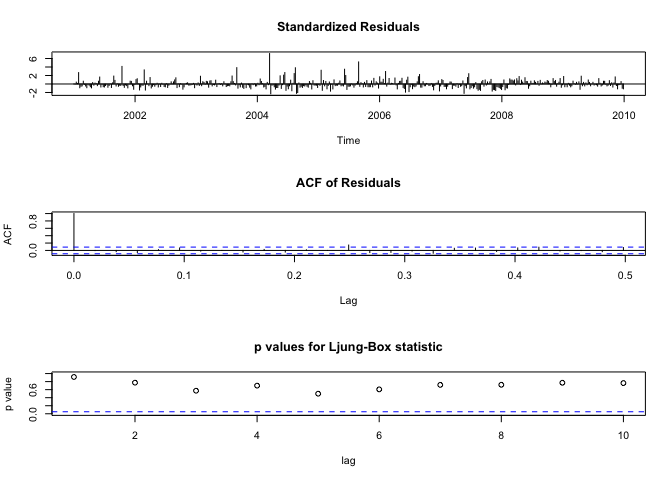 Standardized Residuals
6
2
-2
2002 2004 2006 2008 2010
Time
ACF of Residuals
ACF
0.8
0.0
0.0 0.1 0.2 0.3 0.4 0.5
Lag
p values for Ljung-Box statistic
p value
0.6
0.0
2 4 6 8 10
lag